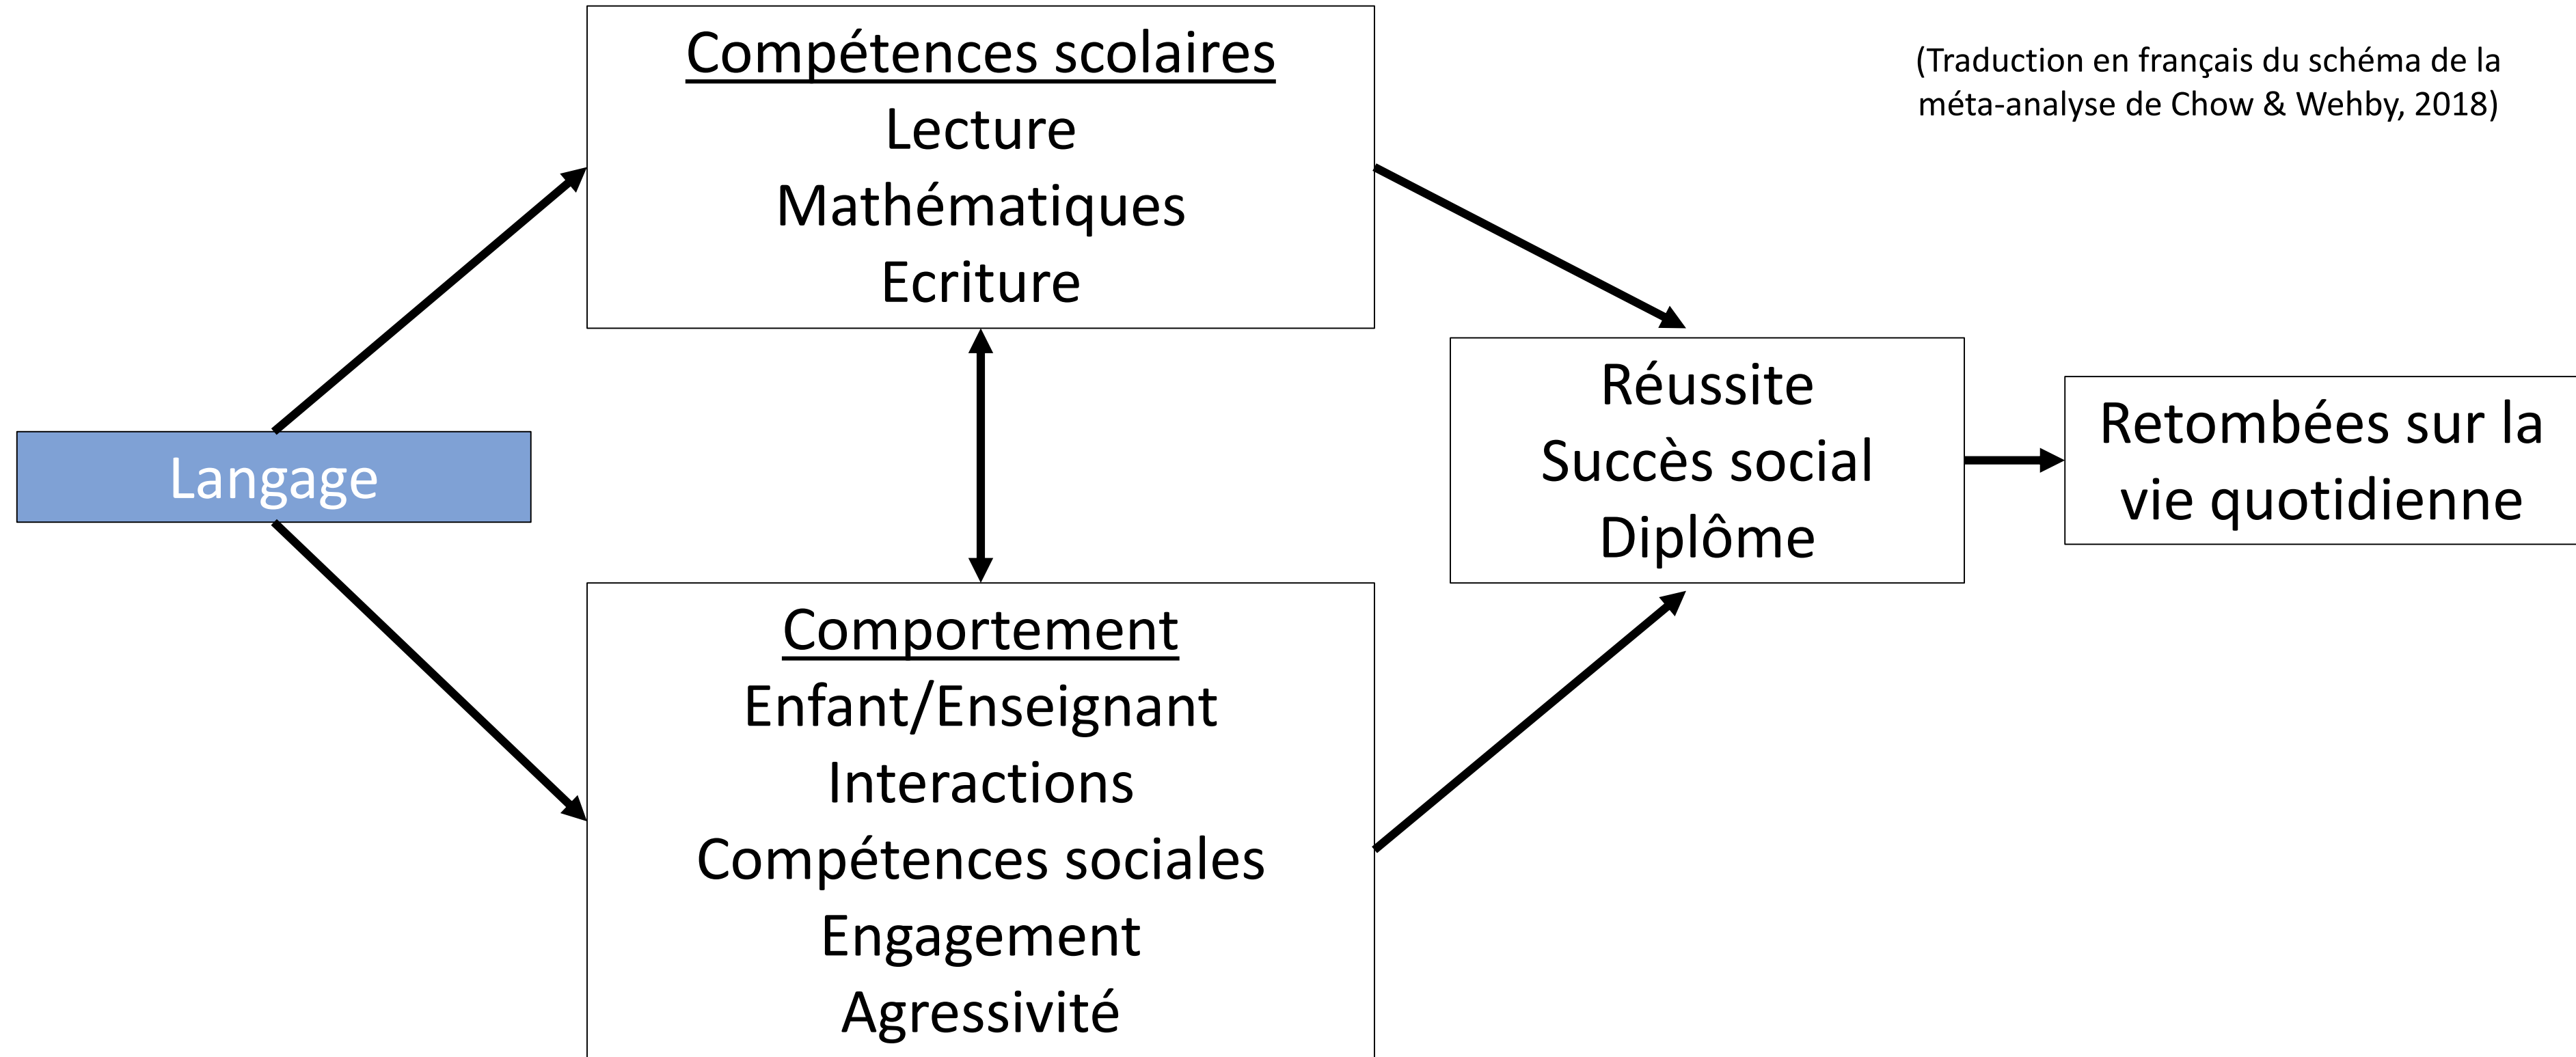 Compétences scolaires
Lecture
Mathématiques
Ecriture
(Traduction en français du schéma de la
méta-analyse de Chow & Wehby, 2018)
Langage
Comportement
Enfant/Enseignant
Interactions
Compétences sociales
Engagement
Agressivité
Réussite
Succès social
Diplôme
Retombées sur la
vie quotidienne